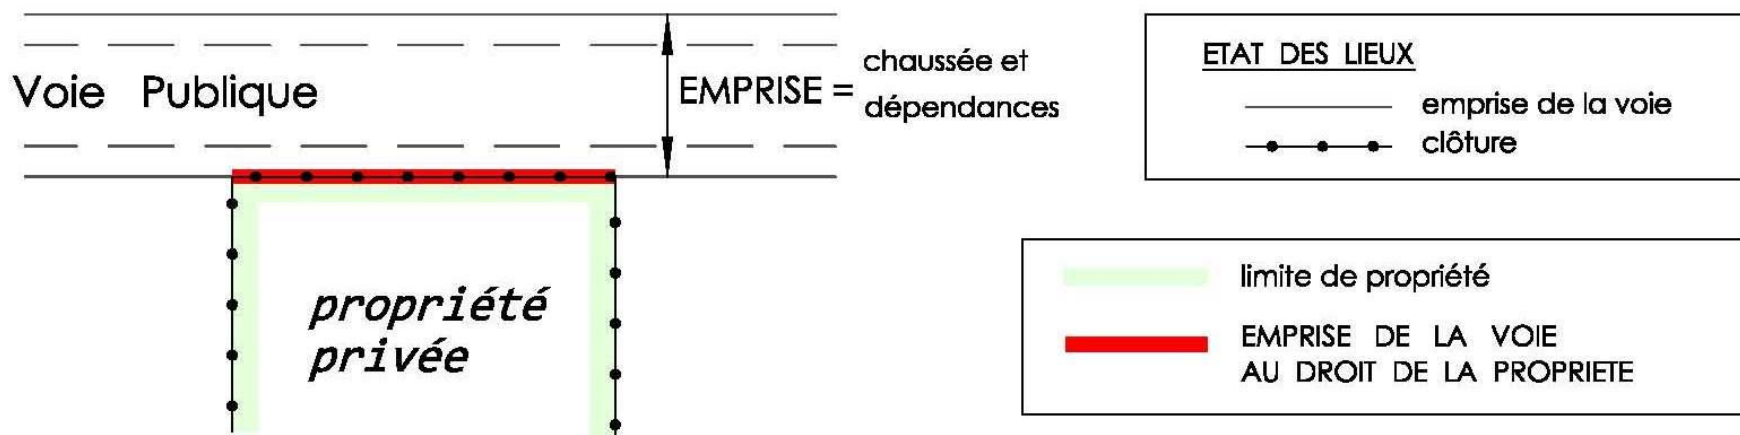 Voie Publique
EMPRISE =
chaussée et
dépendances
propriété
privée
ETAT DES LIEUX
emprise de la voie
clôture
limite de propriété
EMPRISE DE LA VOIE
AU DROIT DE LA PROPRIETE